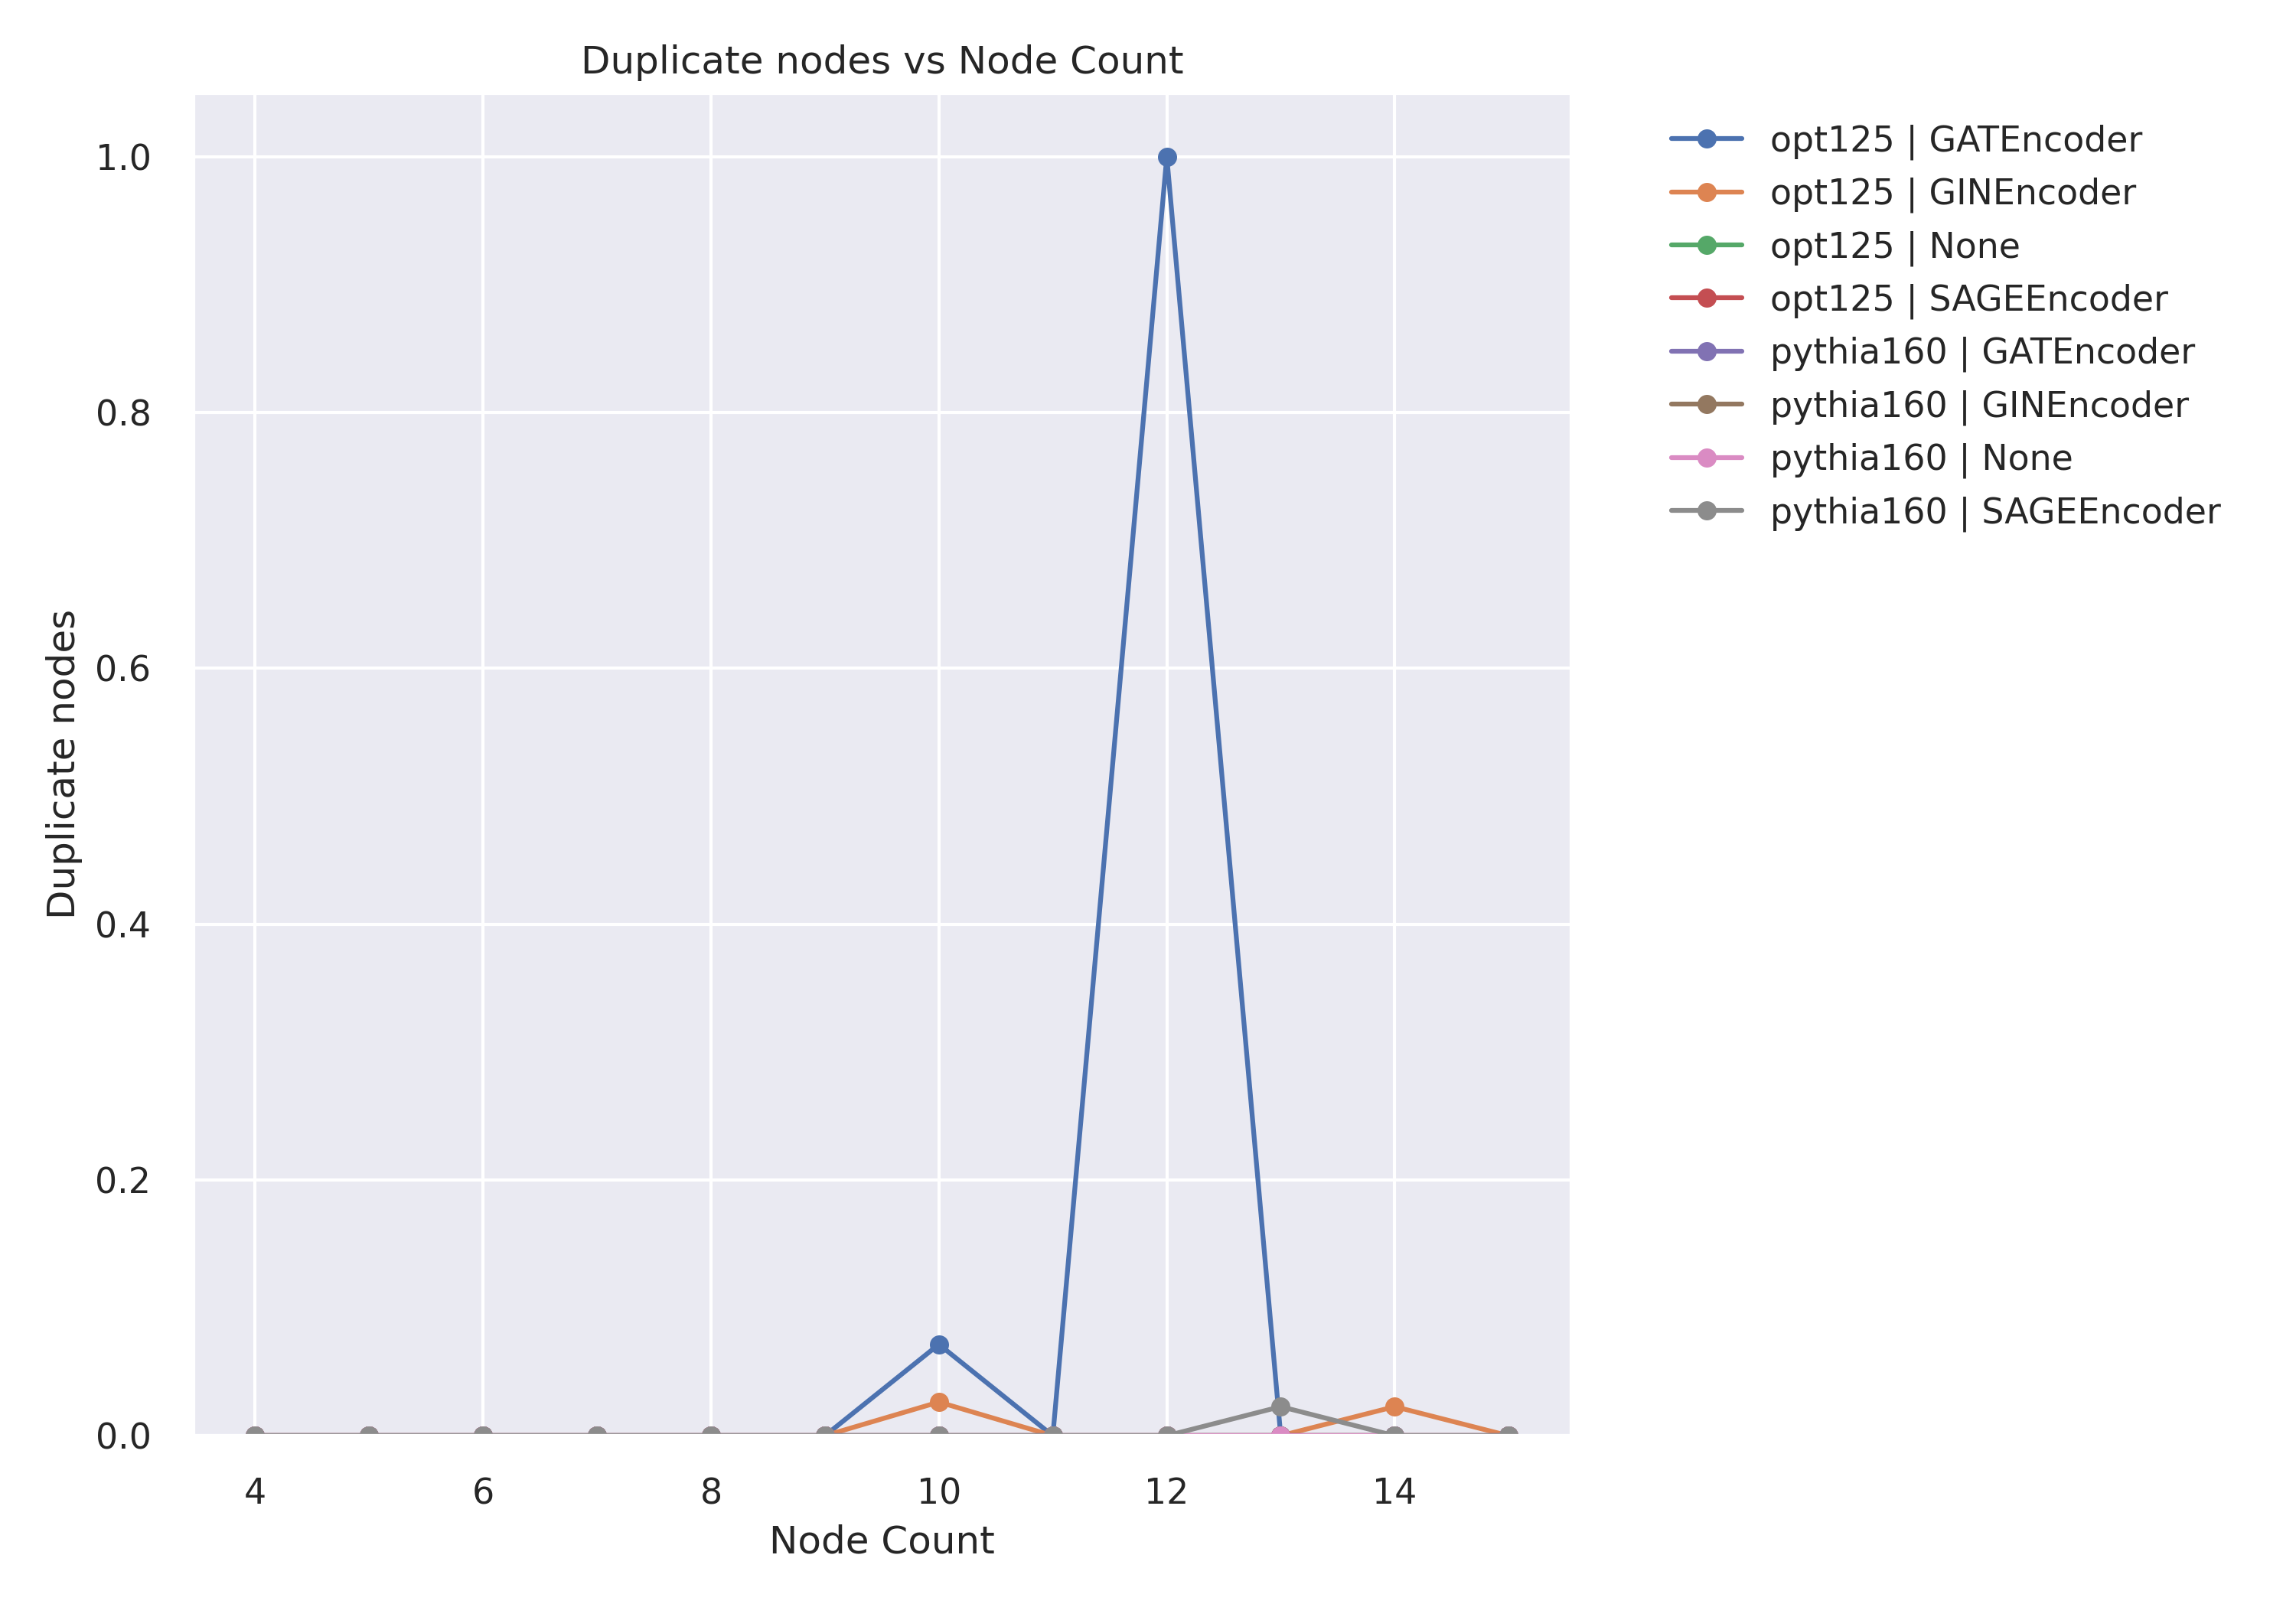 Duplicate nodes vs Node Count
1.0
0.8
0.6
0.4
0.2
0.0
Duplicate nodes
4
6
8
10
12
14
Node Count
opt125 | GATEncoder
opt125 | GINEncoder
opt125 | None
opt125 | SAGEEncoder
pythia160 | GATEncoder
pythia160 | GINEncoder
pythia160 | None
pythia160 | SAGEEncoder